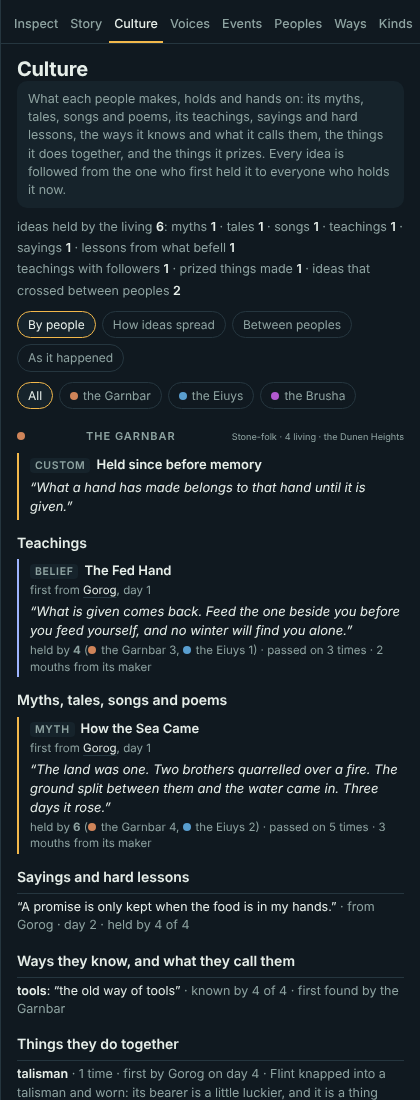 Inspect Story Culture Voices Events Peoples Ways Kinds
Culture
What each people makes, holds and hands on: its myths,
tales, songs and poems, its teachings, sayings and hard
lessons, the ways it knows and what it calls them, the things
it does together, and the things it prizes. Every idea is
followed from the one who first held it to everyone who holds
it now.
ideas held by the living 6: myths 1 · tales 1 · songs 1 · teachings 1 ·
sayings 1 · lessons from what befell 1
teachings with followers 1 · prized things made 1 · ideas that
crossed between peoples 2
By people How ideas spread Between peoples
As it happened
All the Garnbar the Eiuys the Brusha
THE GARNBAR Stone-folk · 4 living · the Dunen Heights
CUSTOM Held since before memory
“What a hand has made belongs to that hand until it is
given.”
Teachings
BELIEF The Fed Hand
first from Gorog, day 1
“What is given comes back. Feed the one beside you before
you feed yourself, and no winter will find you alone.”
held by 4 (the Garnbar 3, the Eiuys 1) · passed on 3 times · 2
mouths from its maker
Myths, tales, songs and poems
MYTH How the Sea Came
first from Gorog, day 1
“The land was one. Two brothers quarrelled over a fire. The
ground split between them and the water came in. Three
days it rose.”
held by 6 (the Garnbar 4, the Eiuys 2) · passed on 5 times · 3
mouths from its maker
Sayings and hard lessons
“A promise is only kept when the food is in my hands.” · from
Gorog · day 2 · held by 4 of 4
Ways they know, and what they call them
tools: “the old way of tools” · known by 4 of 4 · first found by the
Garnbar
Things they do together
talisman · 1 time · first by Gorog on day 4 · Flint knapped into a
talisman and worn: its bearer is a little luckier, and it is a thing